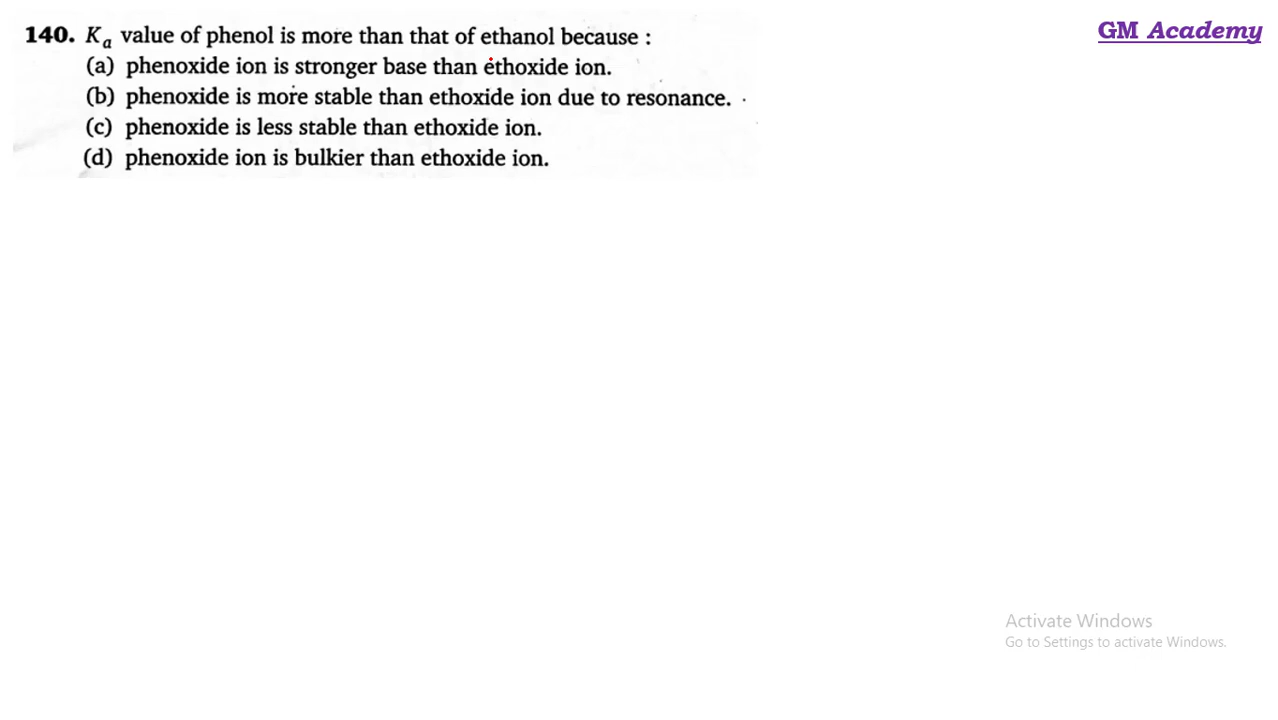 GM Academy
140. Kₐ value of phenol is more than that of ethanol because :
(a) phenoxide ion is stronger base than ethoxide ion.
(b) phenoxide is more stable than ethoxide ion due to resonance.
(c) phenoxide is less stable than ethoxide ion.
(d) phenoxide ion is bulkier than ethoxide ion.
Activate Windows
Go to Settings to activate Windows.